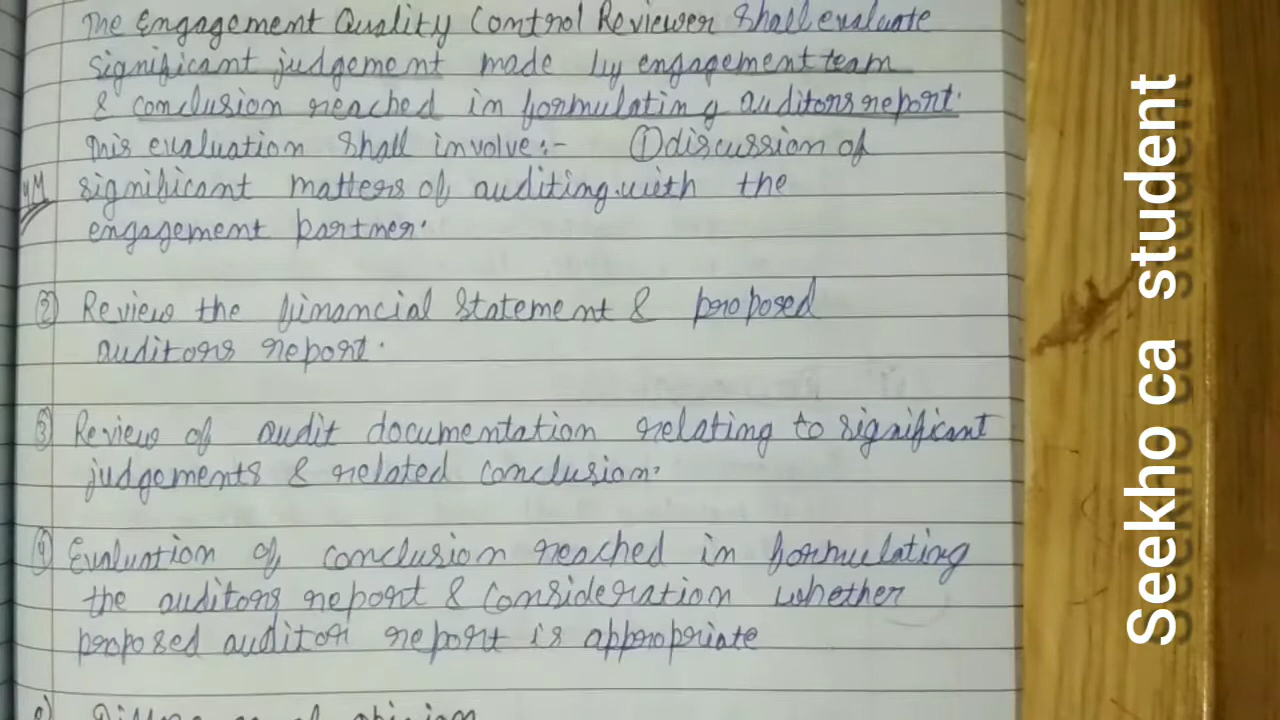 The Engagement Quality Control Reviewer shall evaluate
significant judgement made by engagement team
& conclusion reached in formulating auditors report.
This evaluation shall involve:- ① discussion of
4M significant matters of auditing with the
engagement partner.
② Review the financial statement & proposed
auditors report.
③ Review of audit documentation relating to significant
judgements & related conclusion.
④ Evaluation of conclusion reached in formulating
the auditors report & consideration whether
proposed auditor report is appropriate
of opinion
Seekho ca student